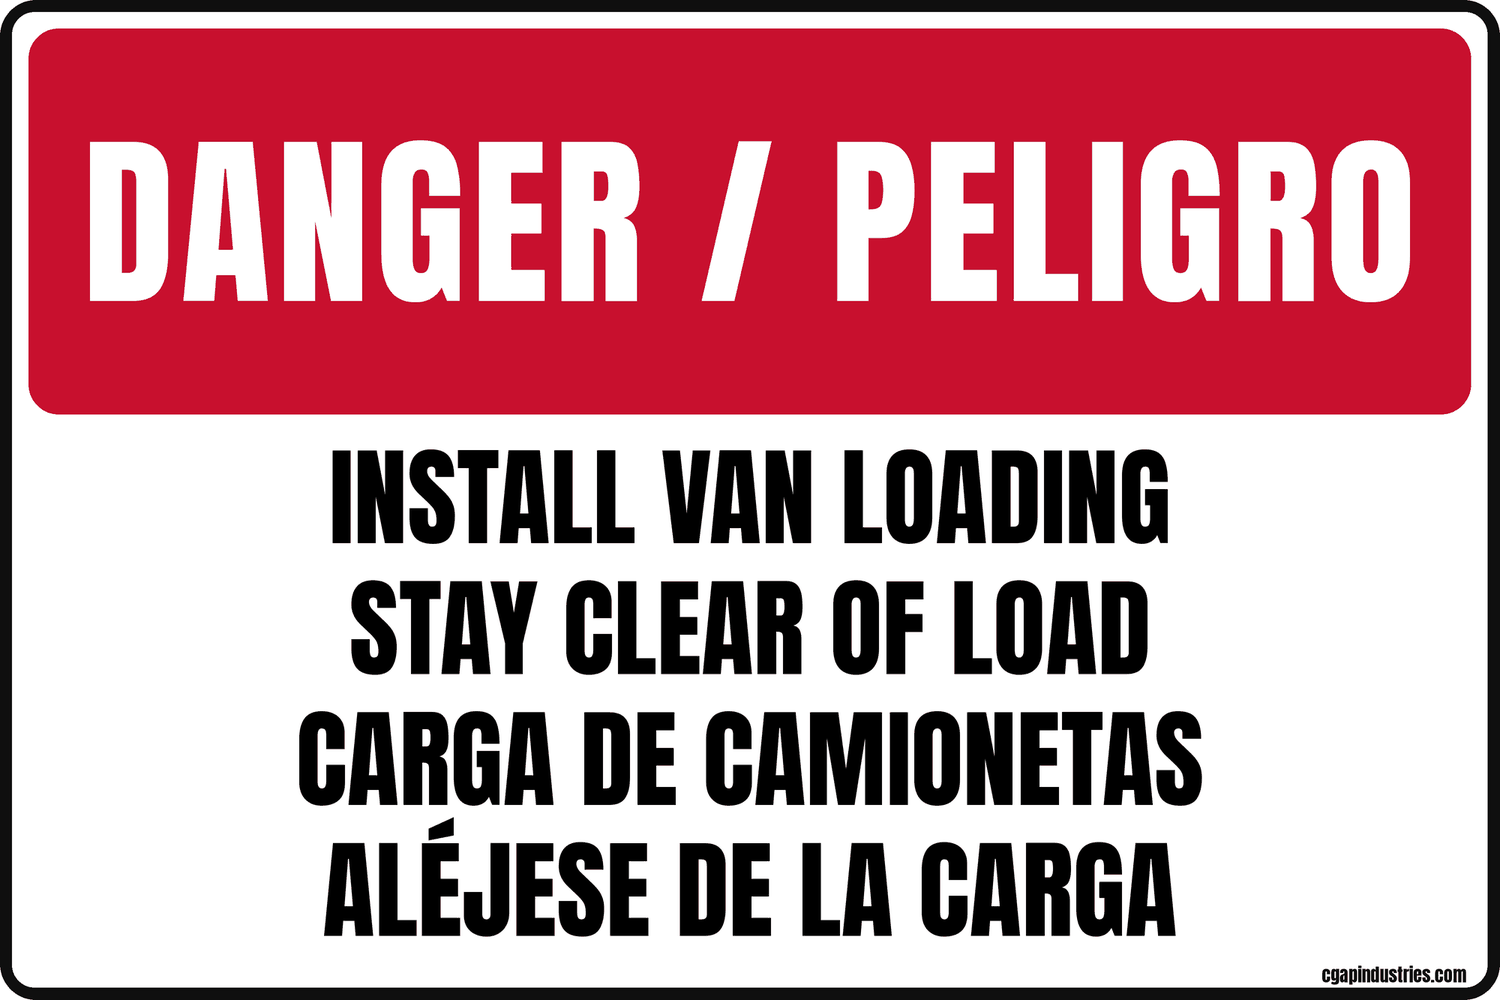 DANGER / PELIGRO
INSTALL VAN LOADING
STAY CLEAR OF LOAD
CARGA DE CAMIONETAS
ALÉJESE DE LA CARGA
cgapindustries.com